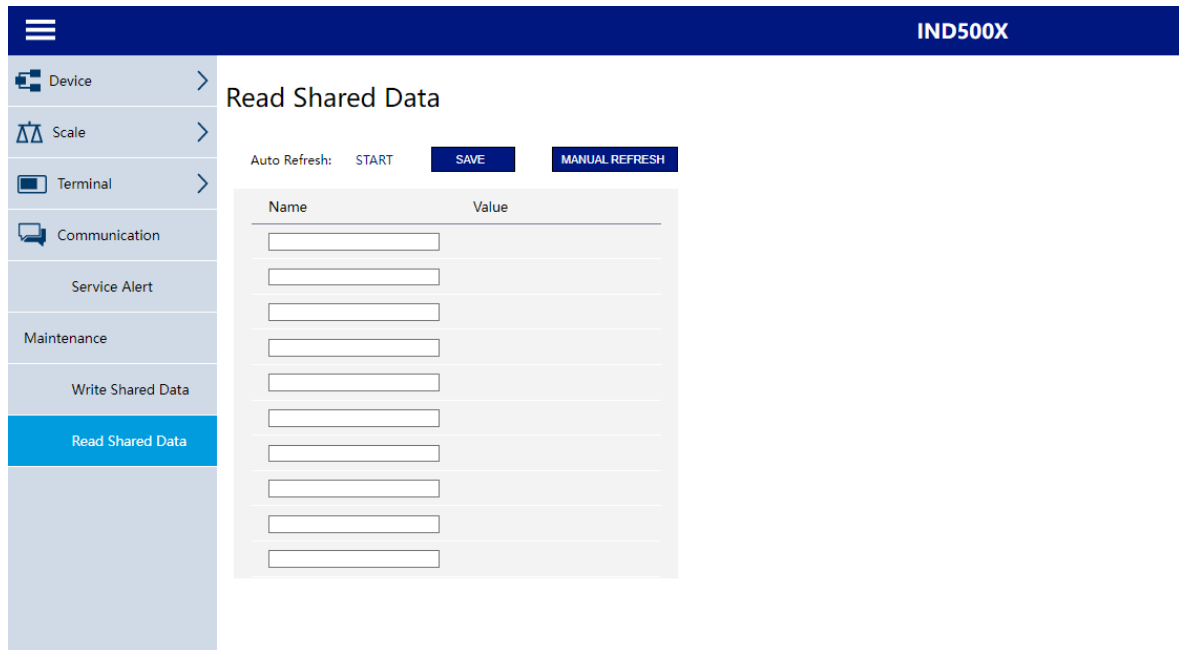 IND500X
Device
Scale
Terminal
Communication
Service Alert
Maintenance
Write Shared Data
Read Shared Data
Read Shared Data
Auto Refresh: START SAVE MANUAL REFRESH
Name Value